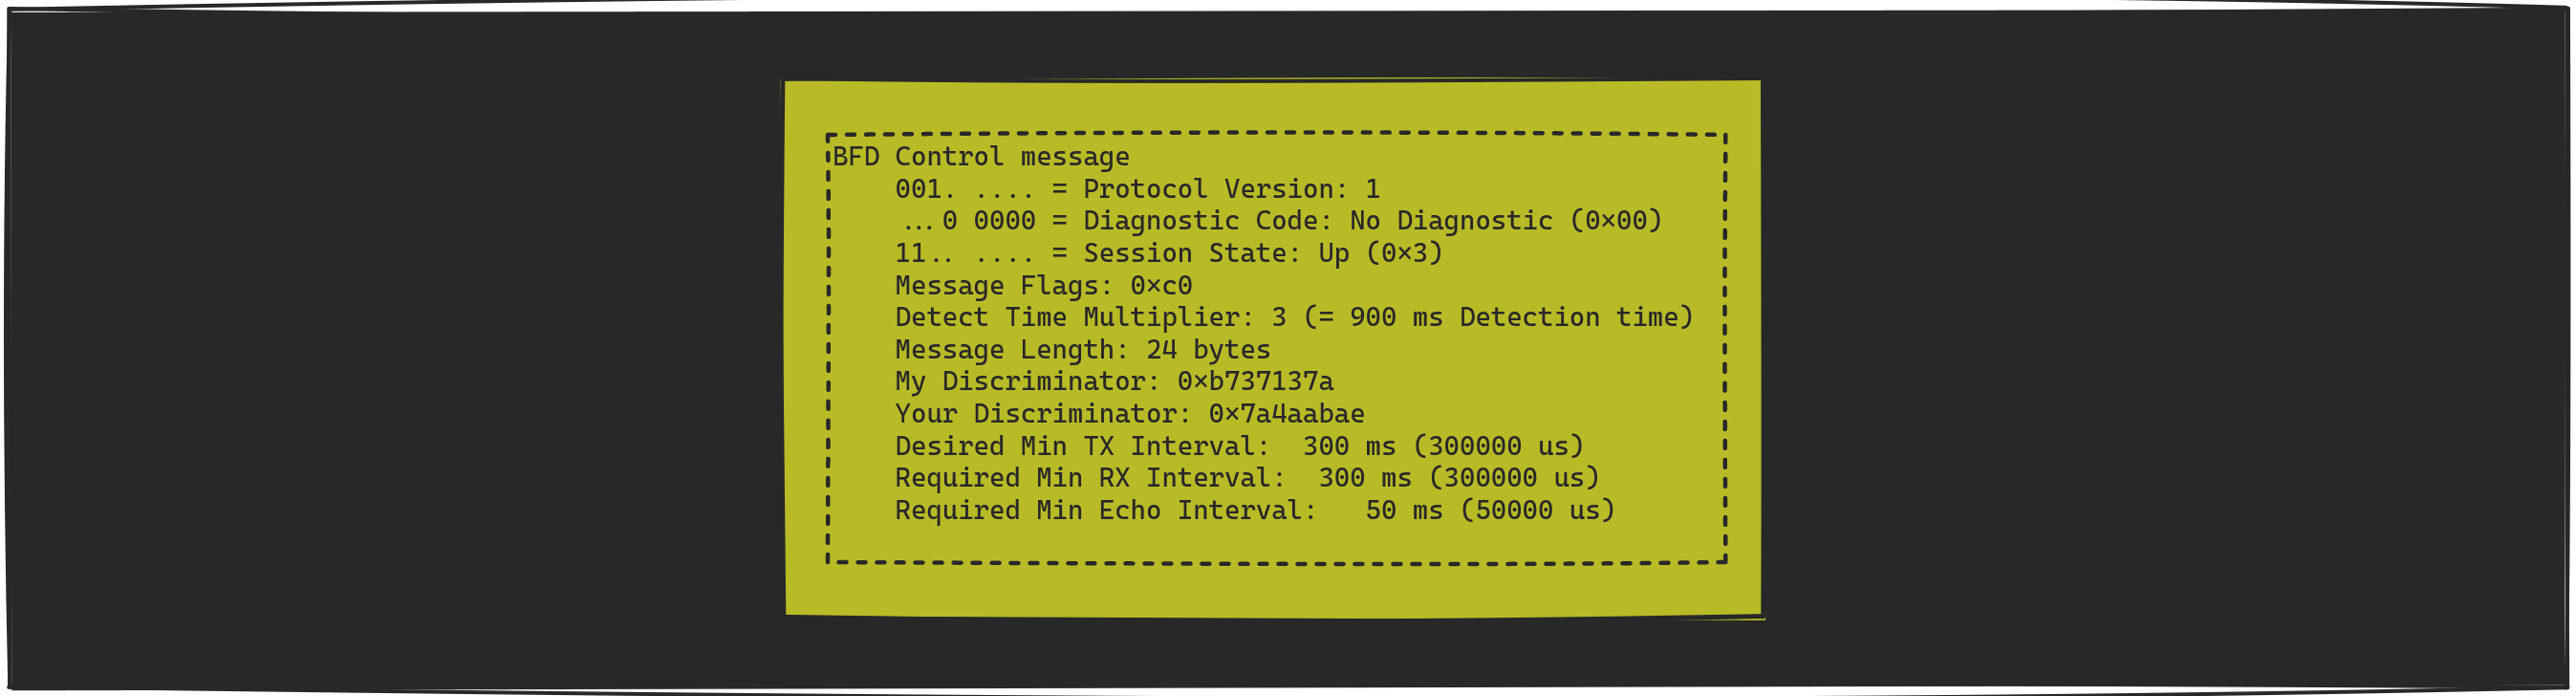 BFD Control message
001. .... = Protocol Version: 1
...0 0000 = Diagnostic Code: No Diagnostic (0×00)
11.. .... = Session State: Up (0×3)
Message Flags: 0×c0
Detect Time Multiplier: 3 (= 900 ms Detection time)
Message Length: 24 bytes
My Discriminator: 0×b737137a
Your Discriminator: 0×7a4aabae
Desired Min TX Interval:  300 ms (300000 us)
Required Min RX Interval:  300 ms (300000 us)
Required Min Echo Interval:   50 ms (50000 us)